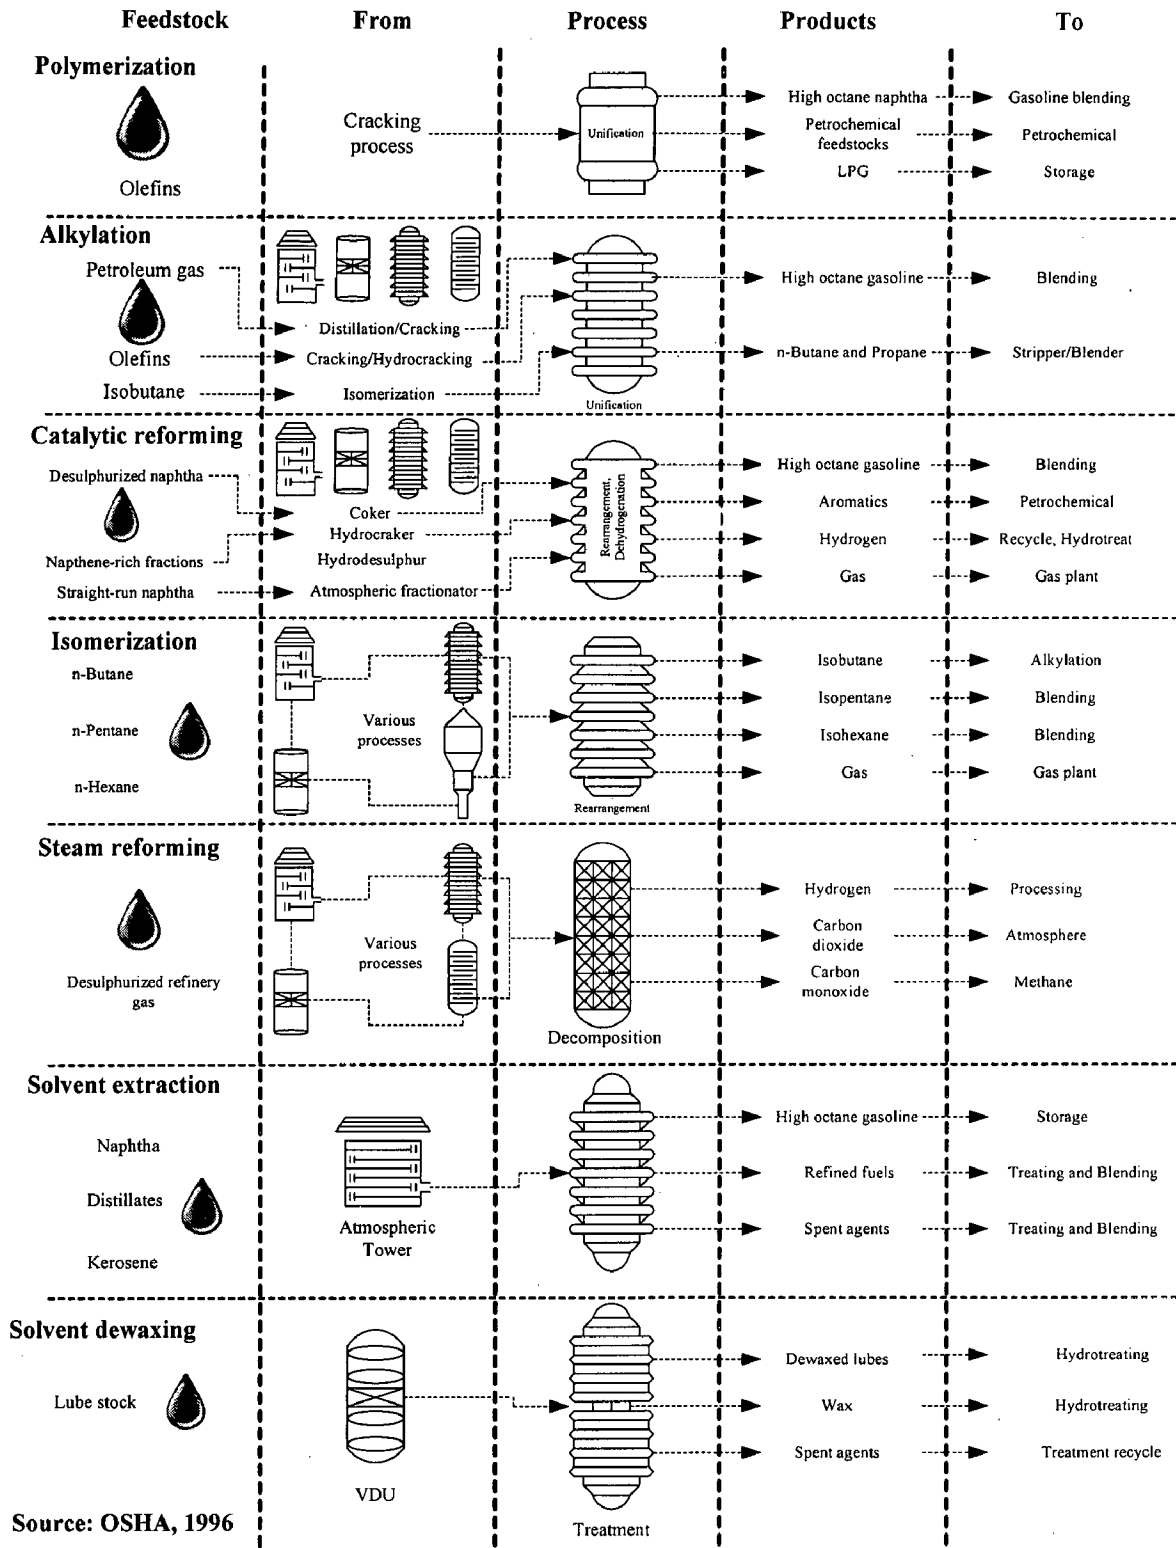 Feedstock From Process Products To
Polymerization
Olefins
Cracking
process
Unification
High octane naphtha Gasoline blending
Petrochemical
feedstocks
Petrochemical
LPG Storage
Alkylation
Petroleum gas
Olefins
Isobutane
Distillation/Cracking
Cracking/Hydrocracking
Isomerization
Unification
High octane gasoline Blending
n-Butane and Propane Stripper/Blender
Catalytic reforming
Desulphurized naphtha
Napthene-rich fractions
Straight-run naphtha
Coker
Hydrocraker
Hydrodesulphur
Atmospheric fractionator
Rearrangement,
Dehydrogenation
High octane gasoline Blending
Aromatics Petrochemical
Hydrogen Recycle, Hydrotreat
Gas Gas plant
Isomerization
n-Butane
n-Pentane
n-Hexane
Various
processes
Rearrangement
Isobutane Alkylation
Isopentane Blending
Isohexane Blending
Gas Gas plant
Steam reforming
Desulphurized refinery
gas
Various
processes
Decomposition
Hydrogen Processing
Carbon
dioxide
Atmosphere
Carbon
monoxide
Methane
Solvent extraction
Naphtha
Distillates
Kerosene
Atmospheric
Tower
High octane gasoline Storage
Refined fuels Treating and Blending
Spent agents Treating and Blending
Solvent dewaxing
Lube stock
VDU
Treatment
Dewaxed lubes Hydrotreating
Wax Hydrotreating
Spent agents Treatment recycle
Source: OSHA, 1996